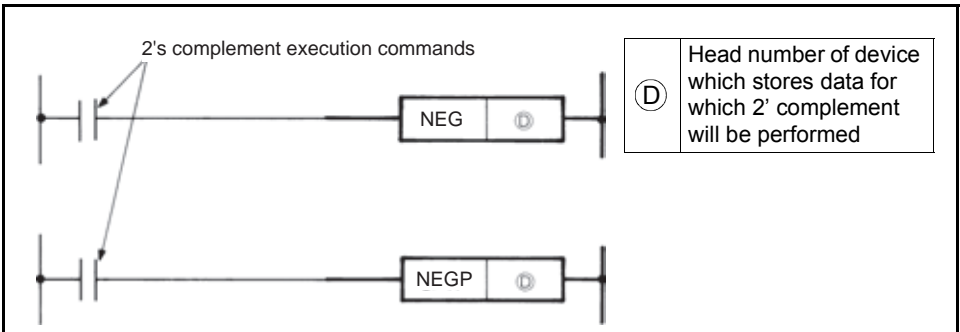 2's complement execution commands
NEG Ⓓ
NEGP Ⓓ
Ⓓ
Head number of device
which stores data for
which 2' complement
will be performed